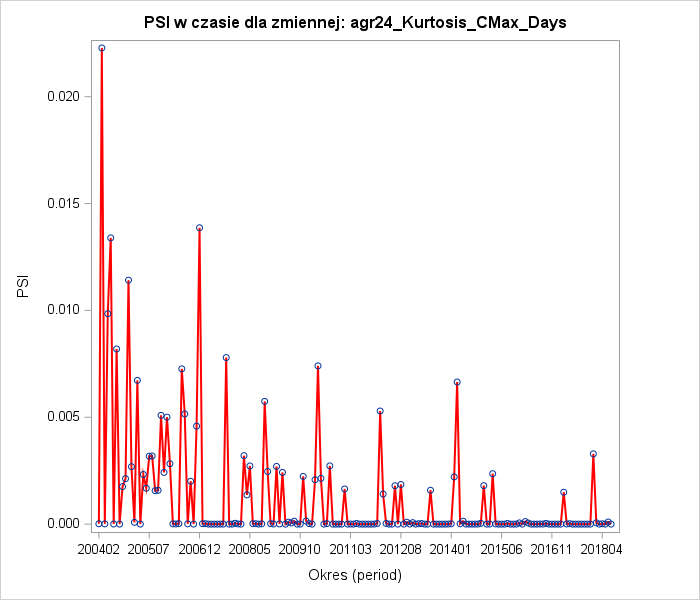 PSI w czasie dla zmiennej: agr24_Kurtosis_CMax_Days
0.020
0.015
0.010
0.005
0.000
PSI
200402 200507 200612 200805 200910 201103 201208 201401 201506 201611 201804
Okres (period)